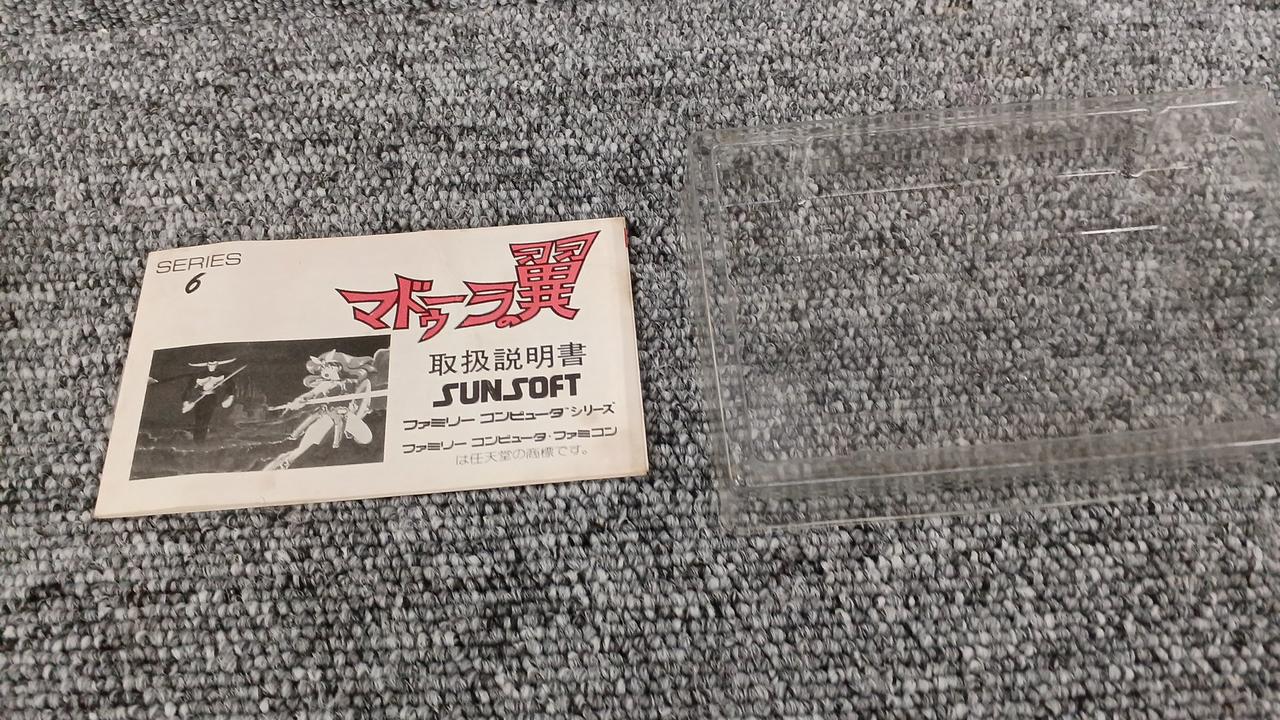 SERIES
6
マドゥーラの翼
取扱説明書
SUNSOFT
ファミリー コンピュータ™シリーズ
ファミリー コンピュータ・ファミコン
は任天堂の商標です。